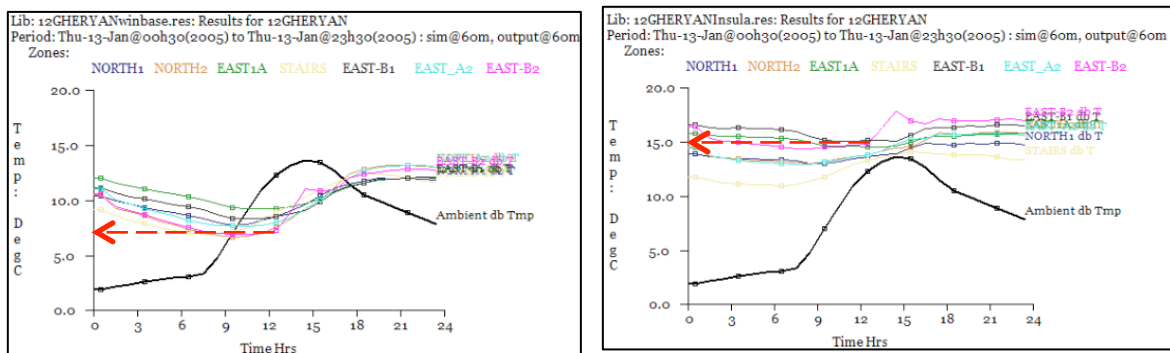 Lib: 12GHERYANwinbase.res: Results for 12GHERYAN
Period: Thu-13-Jan@00h30(2005) to Thu-13-Jan@23h30(2005) : sim@60m, output@60m
Zones:
NORTH1 NORTH2 EAST1A STAIRS EAST-B1 EAST_A2 EAST-B2
20.0
15.0
10.0
5.0
0.0
Temp: DegC
Ambient db Tmp
0 3 6 9 12 15 18 21 24
Time Hrs
Lib: 12GHERYANInsula.res: Results for 12GHERYAN
Period: Thu-13-Jan@00h30(2005) to Thu-13-Jan@23h30(2005) : sim@60m, output@60m
Zones:
NORTH1 NORTH2 EAST1A STAIRS EAST-B1 EAST_A2 EAST-B2
20.0
15.0
10.0
5.0
0.0
Temp: DegC
EAST-B2 db T
EAST-B1 db T
NORTH1 db T
STAIRS db T
Ambient db Tmp
0 3 6 9 12 15 18 21 24
Time Hrs